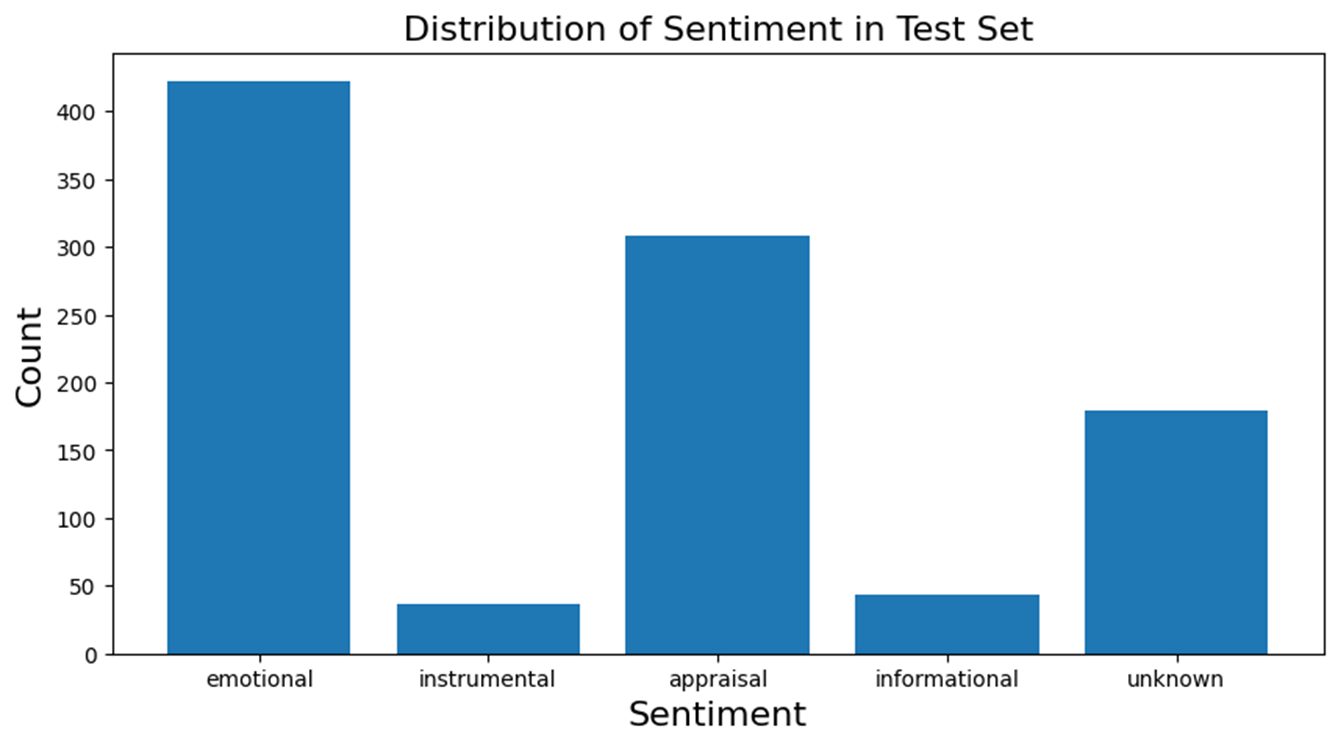 Distribution of Sentiment in Test Set
Count
400
350
300
250
200
150
100
50
0
emotional instrumental appraisal informational unknown
Sentiment